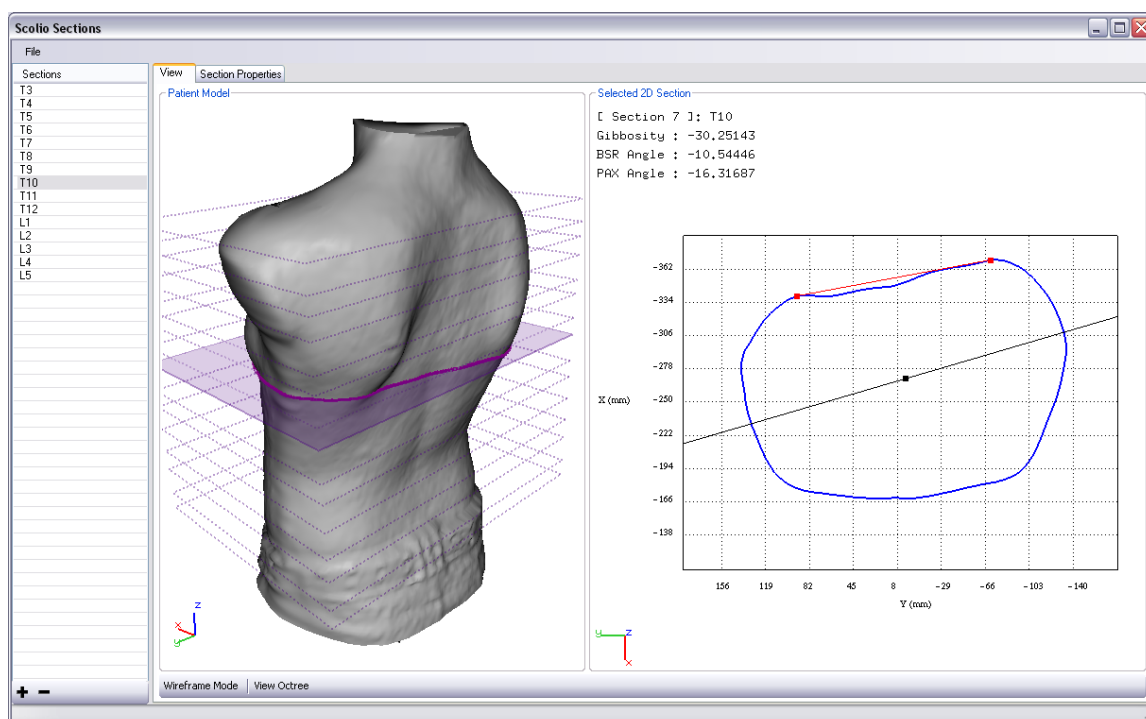 Scolio Sections
File
Sections
T3
T4
T5
T6
T7
T8
T9
T10
T11
T12
L1
L2
L3
L4
L5
View
Section Properties
Patient Model
z
x
y
Wireframe Mode
View Octree
Selected 2D Section
[ Section 7 ]: T10
Gibbosity : -30.25143
BSR Angle : -10.54446
PAX Angle : -16.31687
-362
-334
-306
-278
-250
-222
-194
-166
-138
X (mm)
156 119 82 45 8 -29 -66 -103 -140
Y (mm)
y z
x